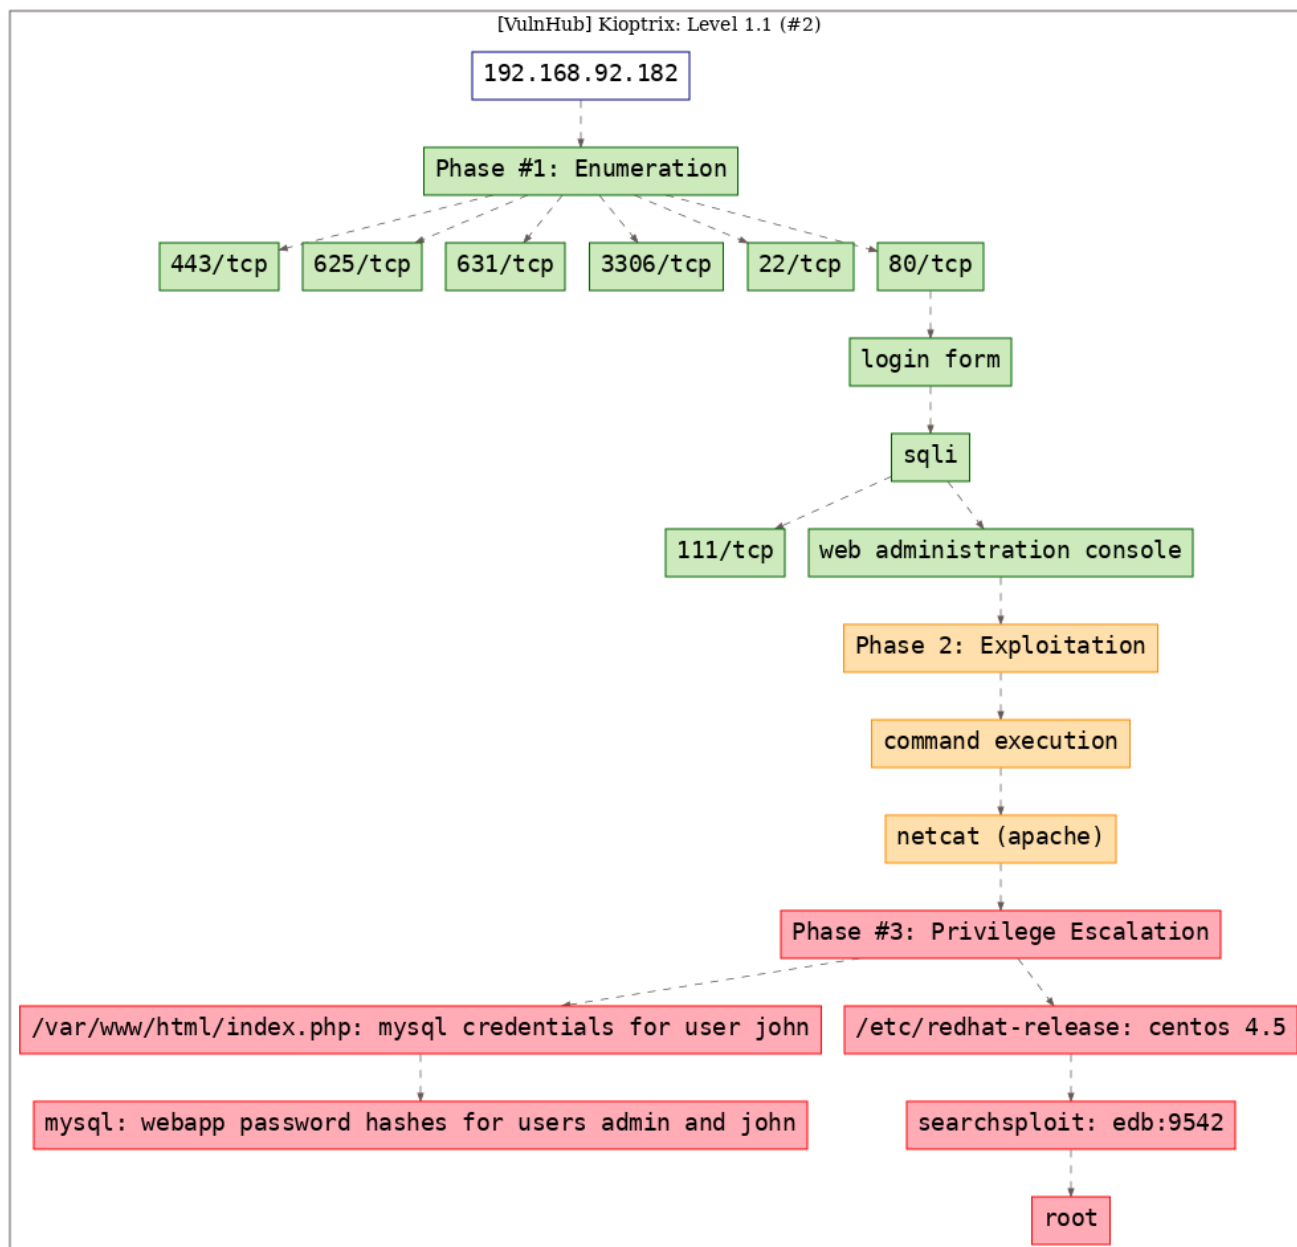 [VulnHub] Kioptrix: Level 1.1 (#2)
192.168.92.182
Phase #1: Enumeration
443/tcp
625/tcp
631/tcp
3306/tcp
22/tcp
80/tcp
login form
sqli
111/tcp
web administration console
Phase 2: Exploitation
command execution
netcat (apache)
Phase #3: Privilege Escalation
/var/www/html/index.php: mysql credentials for user john
/etc/redhat-release: centos 4.5
mysql: webapp password hashes for users admin and john
searchsploit: edb:9542
root